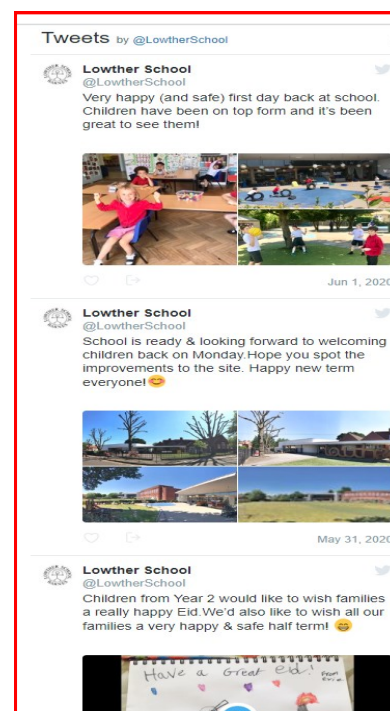 Tweets by @LowtherSchool
Lowther School
@LowtherSchool
Very happy (and safe) first day back at school.
Children have been on top form and it's been
great to see them!
Jun 1, 2020
Lowther School
@LowtherSchool
School is ready & looking forward to welcoming
children back on Monday.Hope you spot the
improvements to the site. Happy new term
everyone!
May 31, 2020
Lowther School
@LowtherSchool
Children from Year 2 would like to wish families
a really happy Eid.We'd also like to wish all our
families a very happy & safe half term!
Have a Great eid!
From